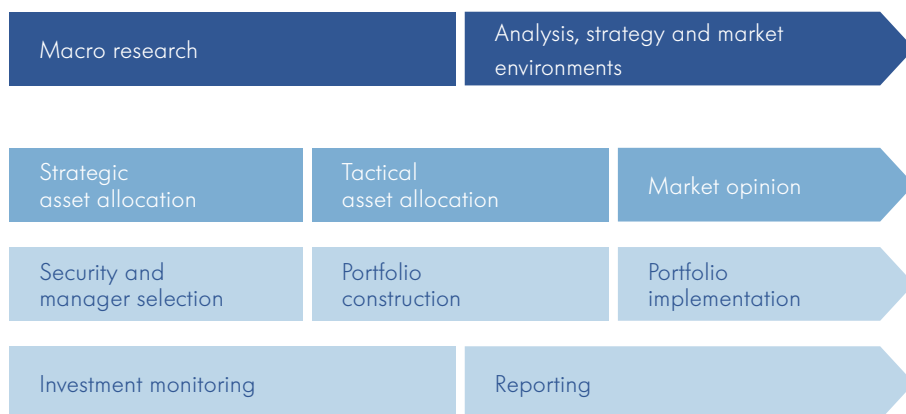 Macro research
Analysis, strategy and market
environments
Strategic
asset allocation
Tactical
asset allocation
Market opinion
Security and
manager selection
Portfolio
construction
Portfolio
implementation
Investment monitoring
Reporting